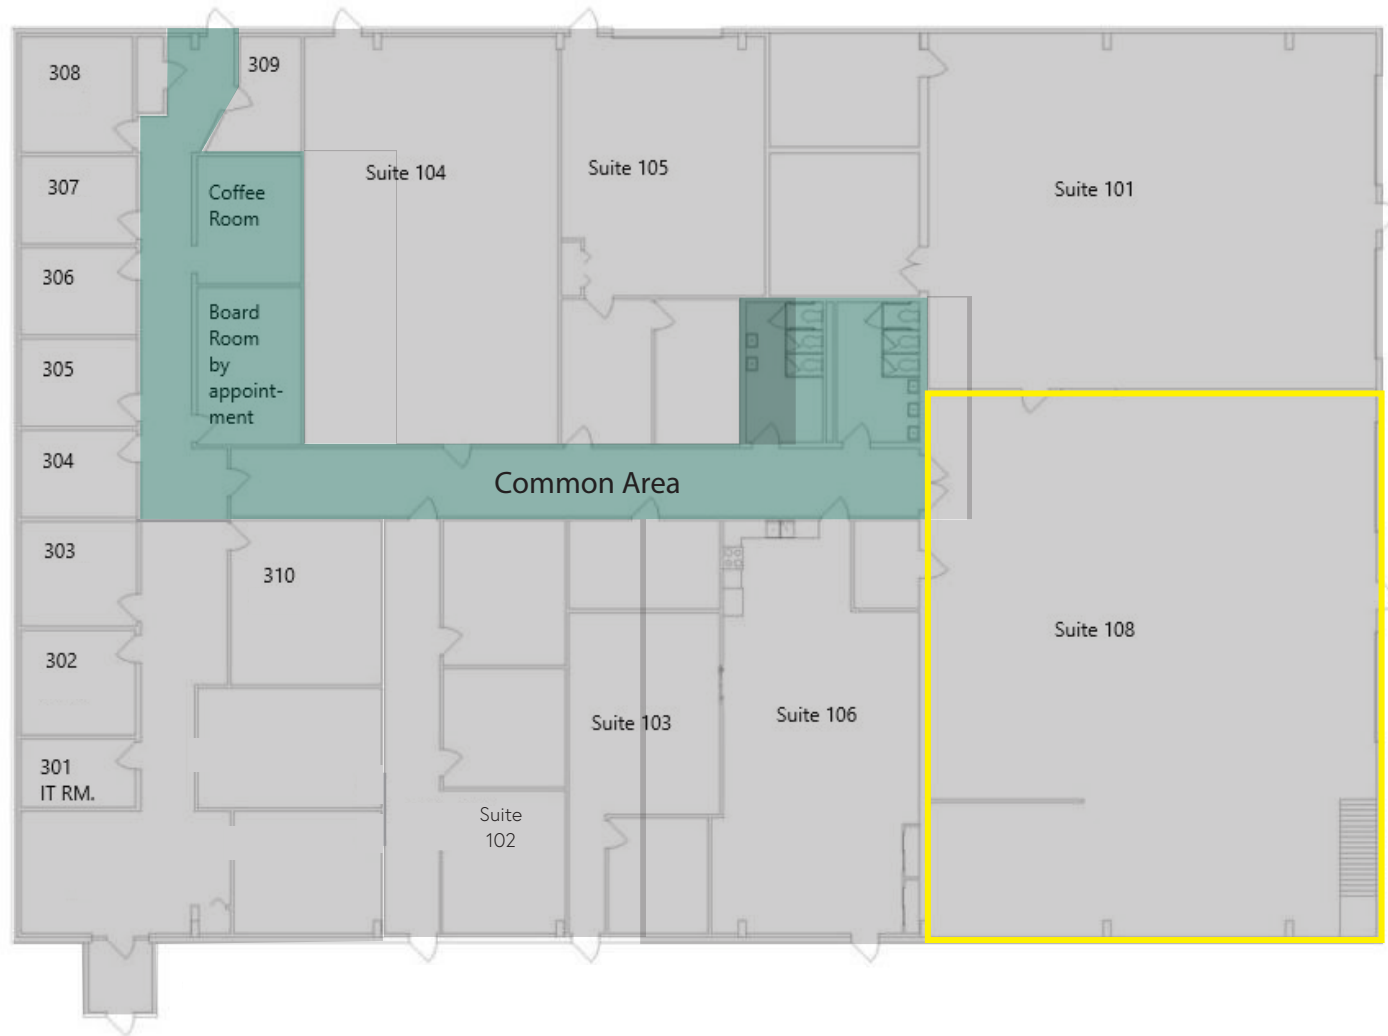 308
309
307
Coffee
Room
Suite 104
Suite 105
Suite 101
306
Board
Room
by
appoint-
ment
305
304
Common Area
303
310
302
Suite 108
Suite 103
Suite 106
301
IT RM.
Suite
102